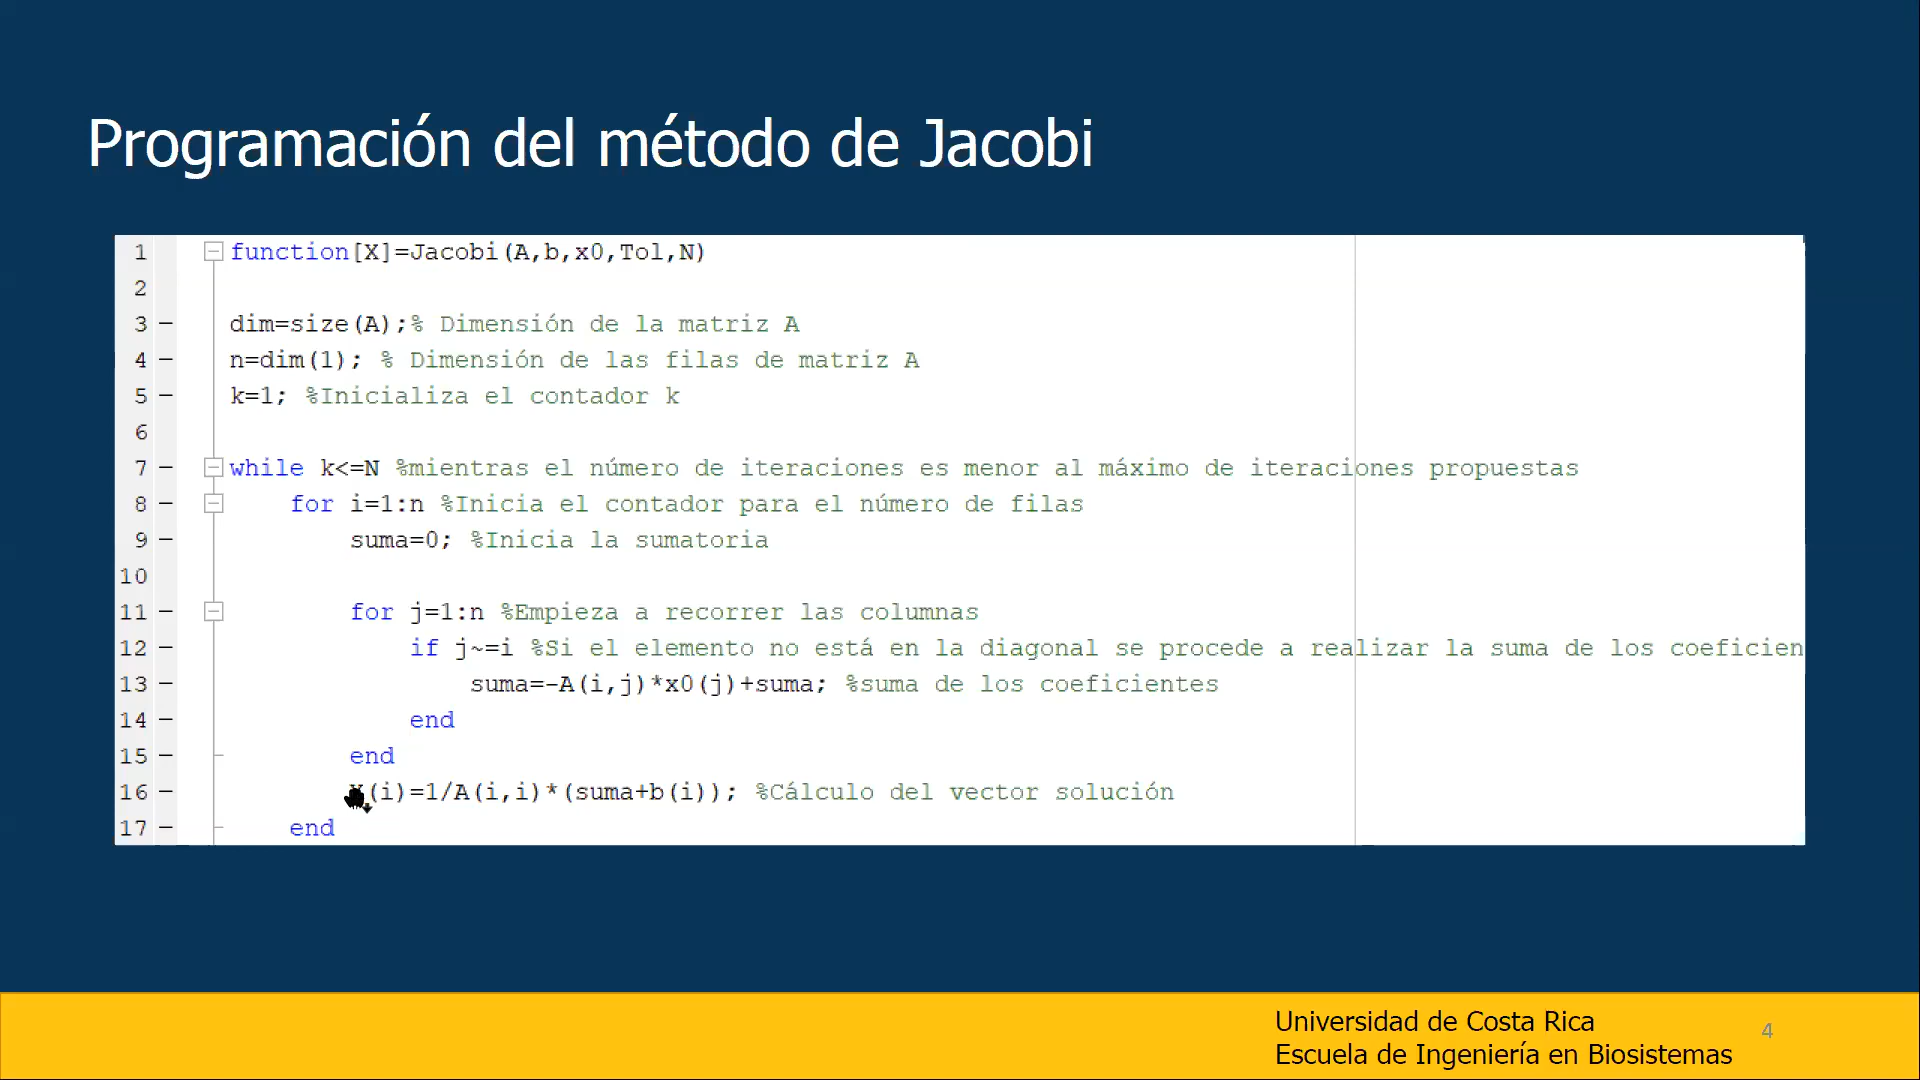 Programación del método de Jacobi
1 function[X]=Jacobi(A,b,x0,Tol,N)
2
3 dim=size(A);% Dimensión de la matriz A
4 n=dim(1); % Dimensión de las filas de matriz A
5 k=1; %Inicializa el contador k
6
7 while k<=N %mientras el número de iteraciones es menor al máximo de iteraciones propuestas
8 for i=1:n %Inicia el contador para el número de filas
9 suma=0; %Inicia la sumatoria
10
11 for j=1:n %Empieza a recorrer las columnas
12 if j~=i %Si el elemento no está en la diagonal se procede a realizar la suma de los coeficien
13 suma=-A(i,j)*x0(j)+suma; %suma de los coeficientes
14 end
15 end
16 X(i)=1/A(i,i)*(suma+b(i)); %Cálculo del vector solución
17 end
Universidad de Costa Rica
4
Escuela de Ingeniería en Biosistemas